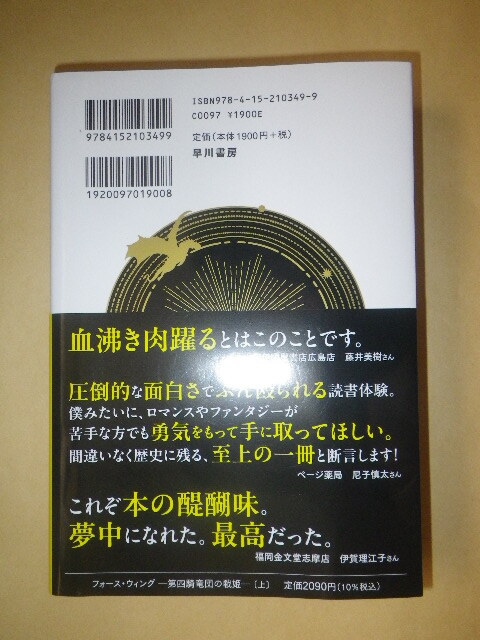 ISBN978-4-15-210349-9
C0097 ¥1900E
定価(本体1900円+税)
早川書房
9784152103499
1920097019008
血沸き肉躍るとはこのことです。
書店広島店 藤井美樹さん
圧倒的な面白さでぶん殴られる読書体験。
僕みたいに、ロマンスやファンタジーが
苦手な方でも勇気をもって手に取ってほしい。
間違いなく歴史に残る、至上の一冊と断言します!
ページ薬局 尼子慎太さん
これぞ本の醍醐味。
夢中になれた。最高だった。
福岡金文堂志摩店 伊賀理江子さん
フォース・ウィング―第四騎竜団の戦姫―(上) 定価2090円(10%税込)